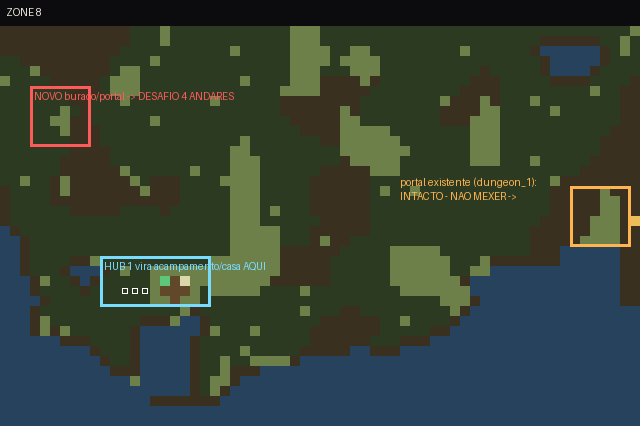 ZONE 8
NOVO buraco/portal -> DESAFIO 4 ANDARES
portal existente (dungeon_1):
INTACTO - NAO MEXER ->
HUB 1 vira acampamento/casa AQUI